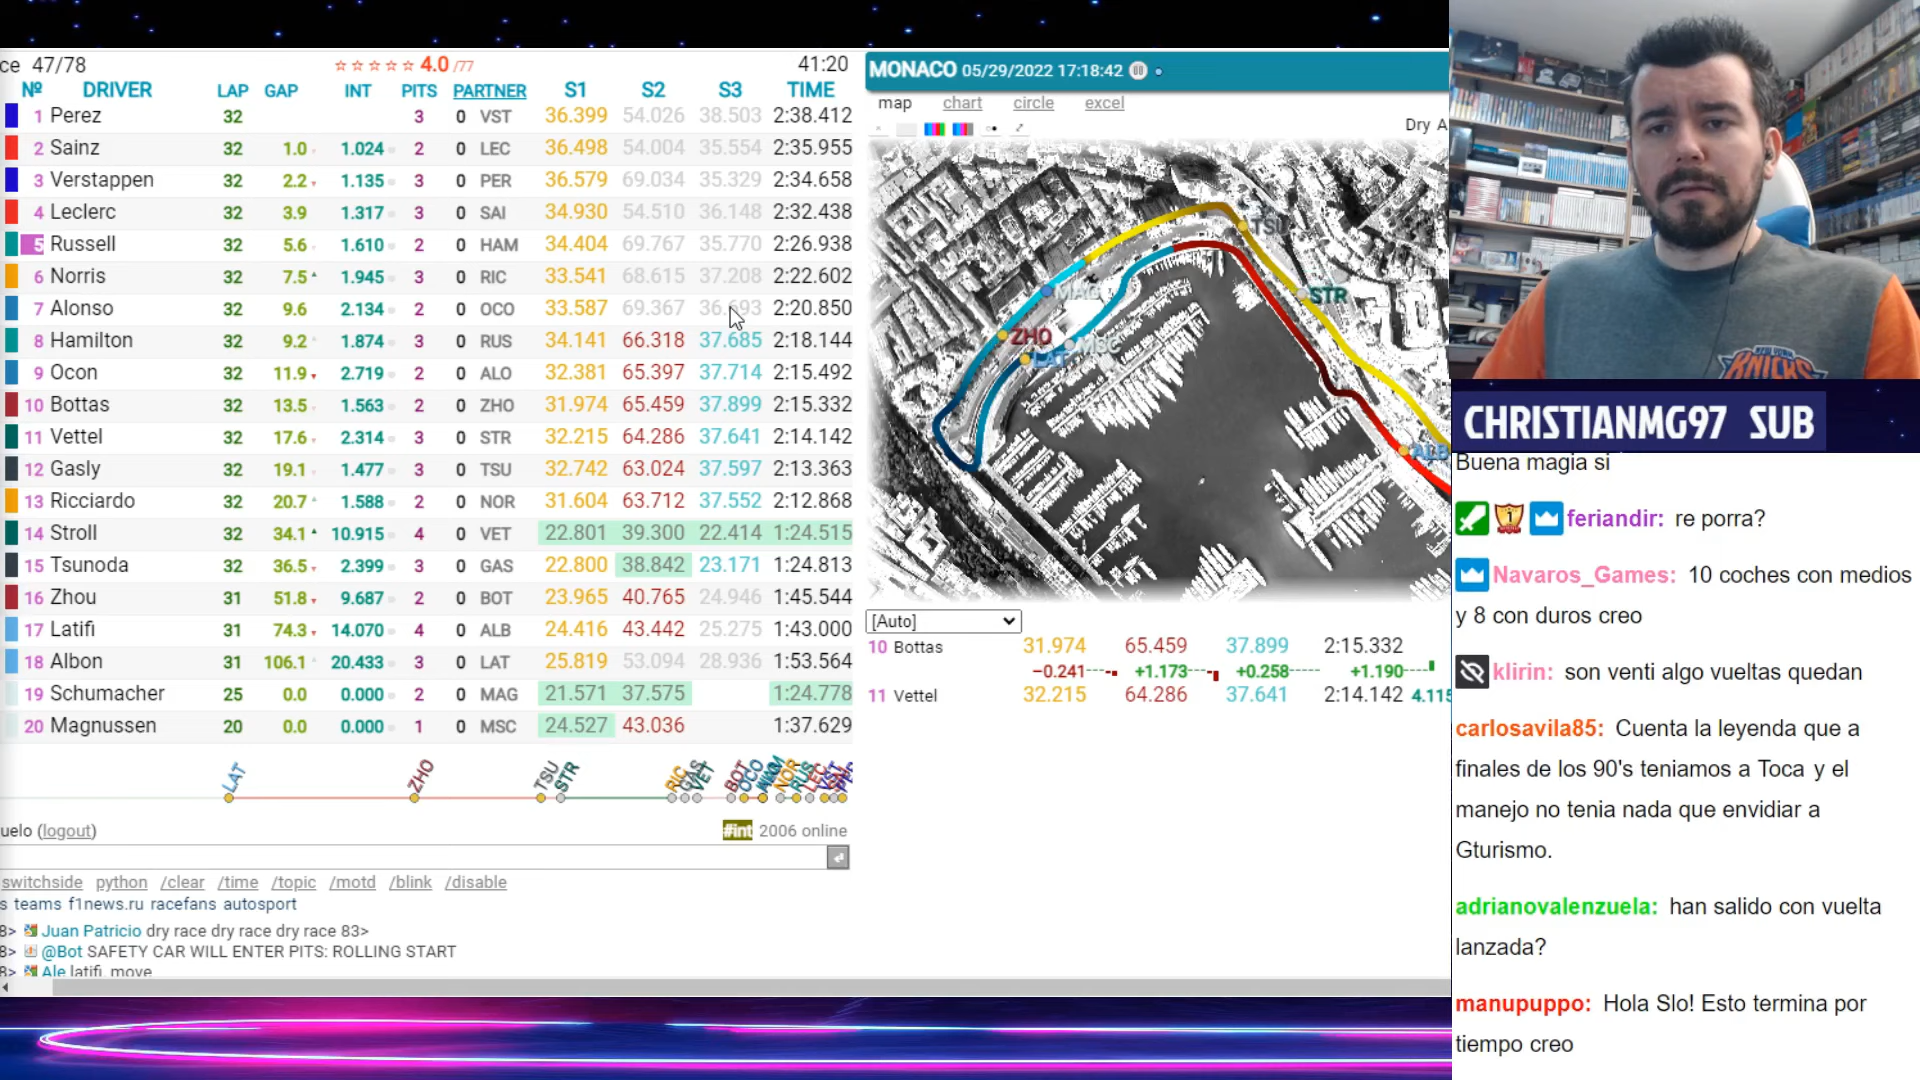 ce 47/78 ☆☆☆☆☆ 4.0 /77 41:20
Nº DRIVER LAP GAP INT PITS PARTNER S1 S2 S3 TIME
1 Perez 32 3 0 VST 36.399 54.026 38.503 2:38.412
2 Sainz 32 1.0 1.024 2 0 LEC 36.498 54.004 35.554 2:35.955
3 Verstappen 32 2.2 1.135 3 0 PER 36.579 69.034 35.329 2:34.658
4 Leclerc 32 3.9 1.317 3 0 SAI 34.930 54.510 36.148 2:32.438
5 Russell 32 5.6 1.610 2 0 HAM 34.404 69.767 35.770 2:26.938
6 Norris 32 7.5 1.945 3 0 RIC 33.541 68.615 37.208 2:22.602
7 Alonso 32 9.6 2.134 2 0 OCO 33.587 69.367 2:20.850
8 Hamilton 32 9.2 1.874 3 0 RUS 34.141 66.318 37.685 2:18.144
9 Ocon 32 11.9 2.719 2 0 ALO 32.381 65.397 37.714 2:15.492
10 Bottas 32 13.5 1.563 2 0 ZHO 31.974 65.459 37.899 2:15.332
11 Vettel 32 17.6 2.314 3 0 STR 32.215 64.286 37.641 2:14.142
12 Gasly 32 19.1 1.477 3 0 TSU 32.742 63.024 37.597 2:13.363
13 Ricciardo 32 20.7 1.588 2 0 NOR 31.604 63.712 37.552 2:12.868
14 Stroll 32 34.1 10.915 4 0 VET 22.801 39.300 22.414 1:24.515
15 Tsunoda 32 36.5 2.399 3 0 GAS 22.800 38.842 23.171 1:24.813
16 Zhou 31 51.8 9.687 2 0 BOT 23.965 40.765 24.946 1:45.544
17 Latifi 31 74.3 14.070 4 0 ALB 24.416 43.442 25.275 1:43.000
18 Albon 31 106.1 20.433 3 0 LAT 25.819 53.094 28.936 1:53.564
19 Schumacher 25 0.0 0.000 2 0 MAG 21.571 37.575 1:24.778
20 Magnussen 20 0.0 0.000 1 0 MSC 24.527 43.036 1:37.629
LAT ZHO TSU STR RIC GAS VET BOT OCO NOR RUS LEC
uelo (logout) #int 2006 online
switchside python /clear /time /topic /motd /blink /disable
s teams f1news.ru racefans autosport
8> Juan Patricio dry race dry race dry race 83>
8> @Bot SAFETY CAR WILL ENTER PITS: ROLLING START
8> Ale latifi, move
MONACO 05/29/2022 17:18:42
map chart circle excel
Dry A
TSU
STR
MAG
ZHO
MSC
LAT
ALB
[Auto]
10 Bottas 31.974 65.459 37.899 2:15.332
−0.241 +1.173 +0.258 +1.190
11 Vettel 32.215 64.286 37.641 2:14.142 4.115
KNICKS
CHRISTIANMG97 SUB
Buena magia si
feriandir: re porra?
Navaros_Games: 10 coches con medios
y 8 con duros creo
klirin: son venti algo vueltas quedan
carlosavila85: Cuenta la leyenda que a
finales de los 90's teniamos a Toca y el
manejo no tenia nada que envidiar a
Gturismo.
adrianovalenzuela: han salido con vuelta
lanzada?
manupuppo: Hola Slo! Esto termina por
tiempo creo